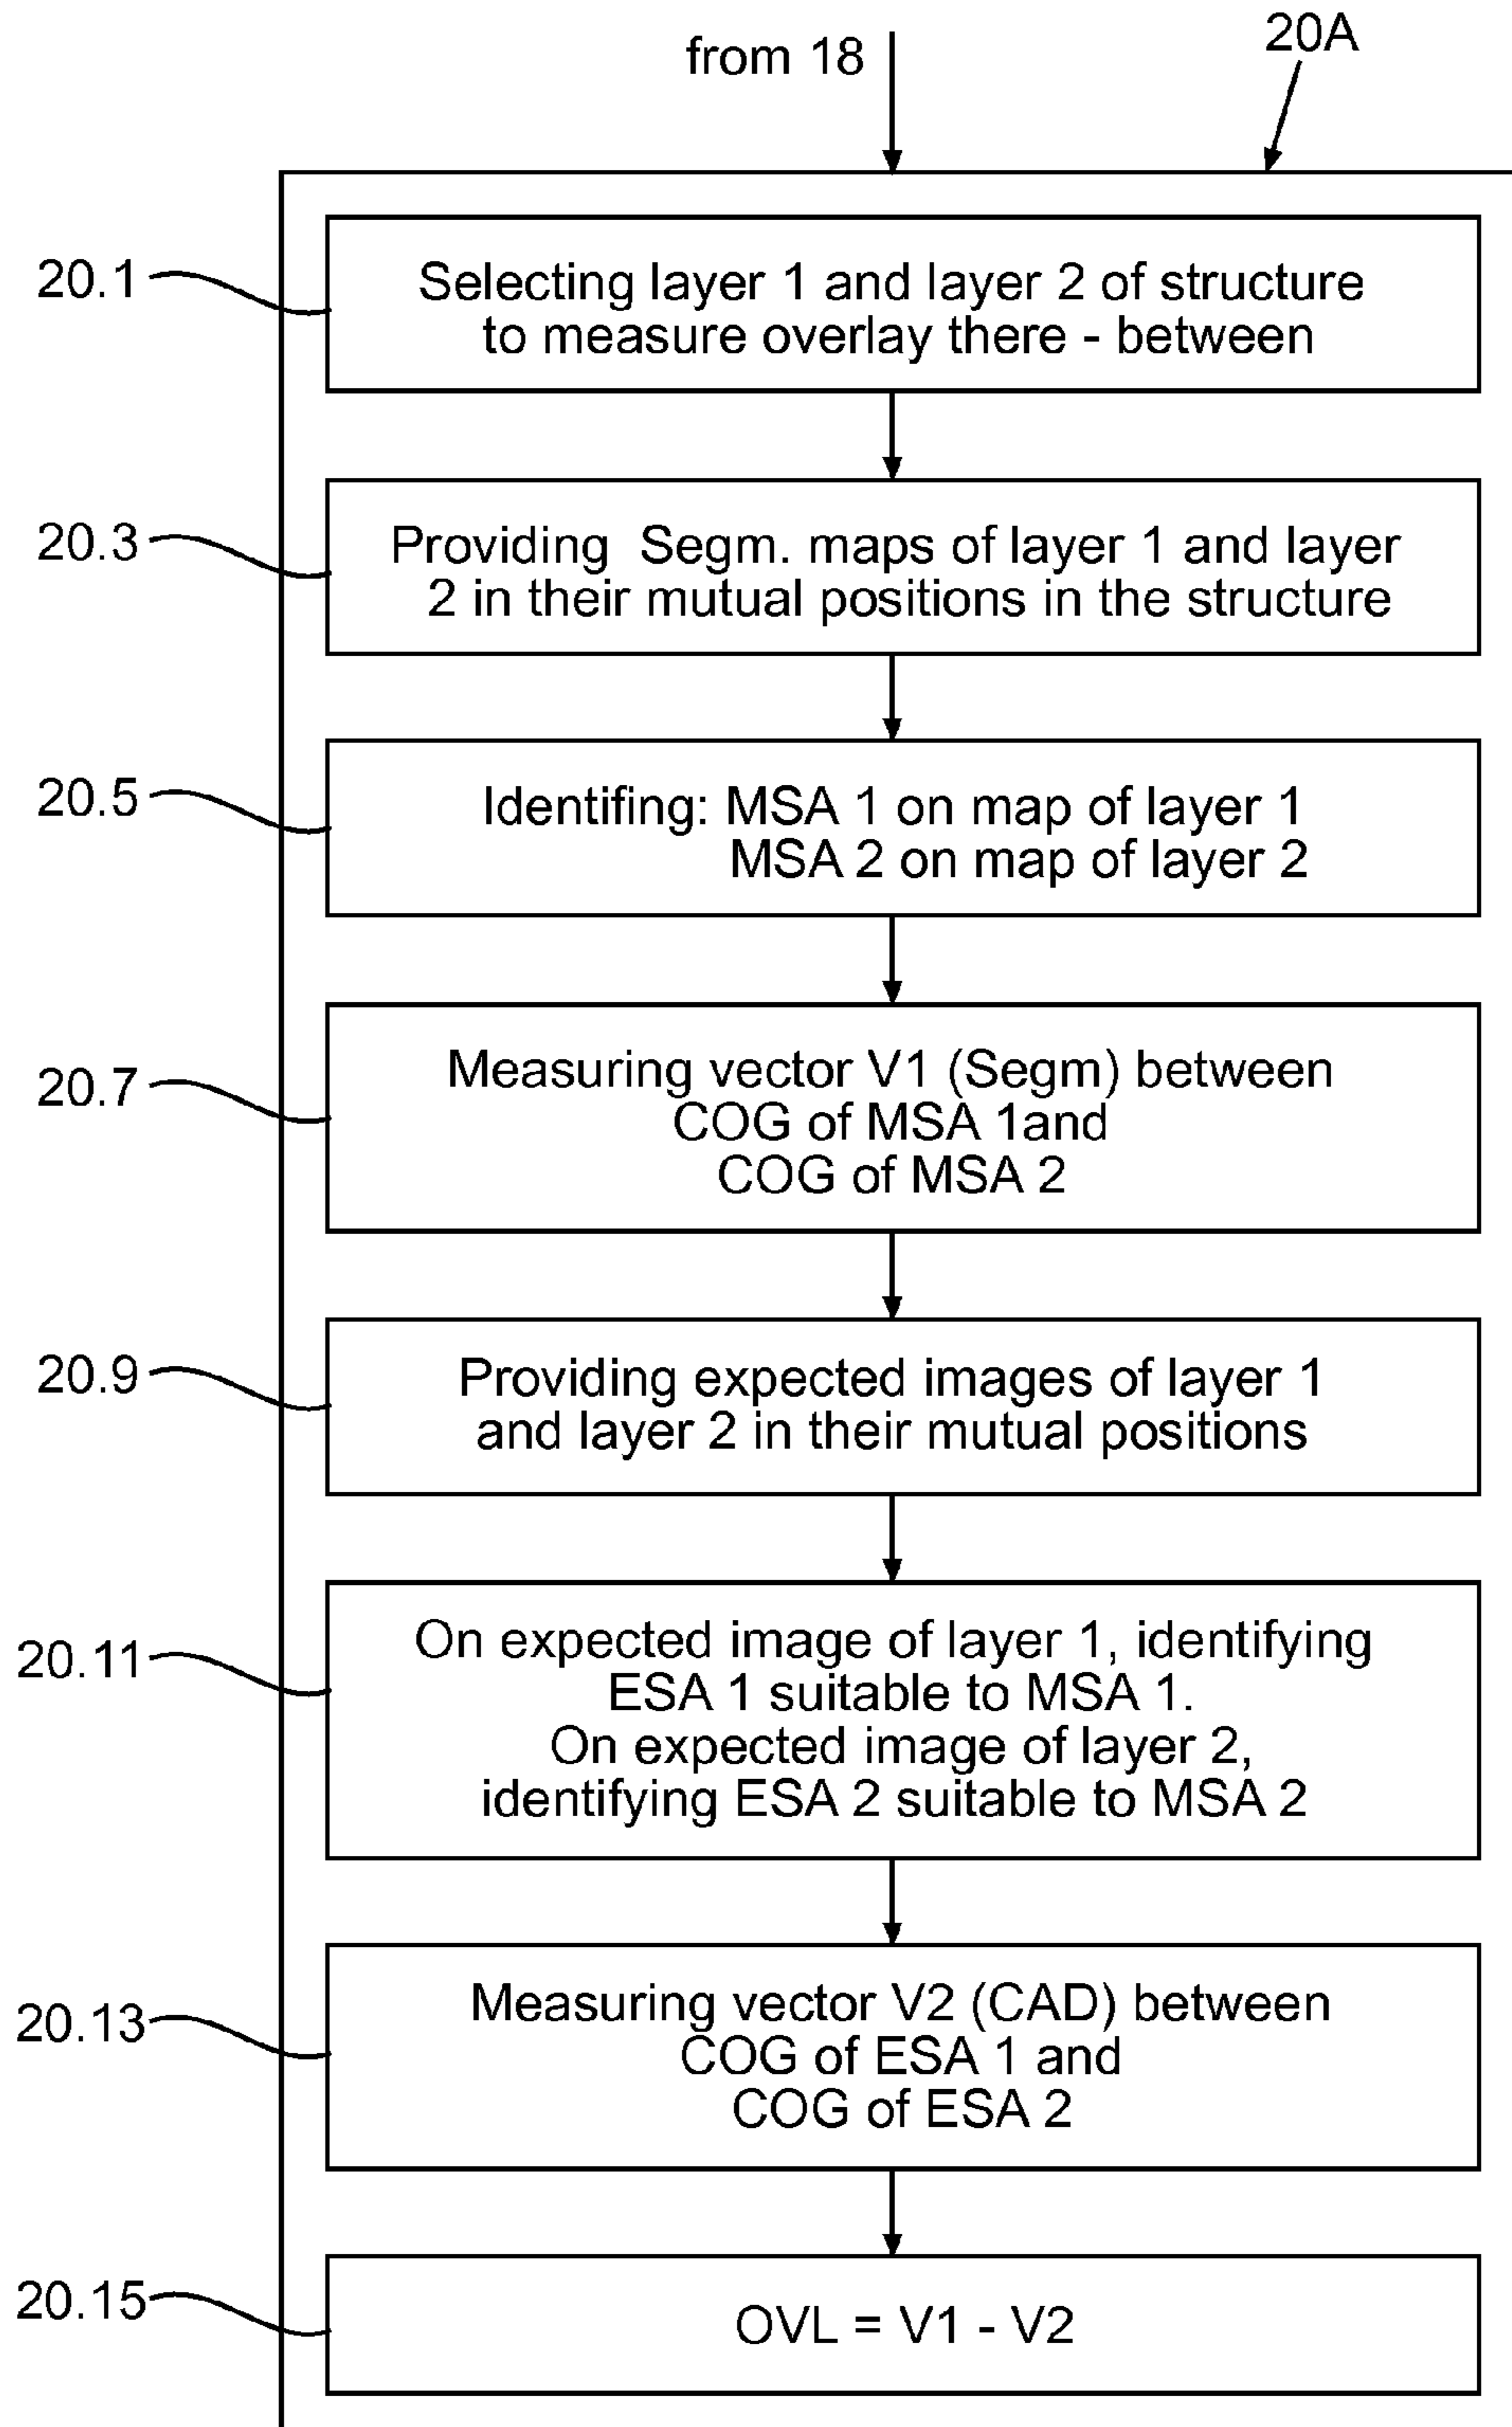 from 18
20A
20.1
Selecting layer 1 and layer 2 of structure
to measure overlay there - between
20.3
Providing Segm. maps of layer 1 and layer
2 in their mutual positions in the structure
20.5
Identifing: MSA 1 on map of layer 1
MSA 2 on map of layer 2
20.7
Measuring vector V1 (Segm) between
COG of MSA 1and
COG of MSA 2
20.9
Providing expected images of layer 1
and layer 2 in their mutual positions
20.11
On expected image of layer 1, identifying
ESA 1 suitable to MSA 1.
On expected image of layer 2,
identifying ESA 2 suitable to MSA 2
20.13
Measuring vector V2 (CAD) between
COG of ESA 1 and
COG of ESA 2
20.15
OVL = V1 - V2